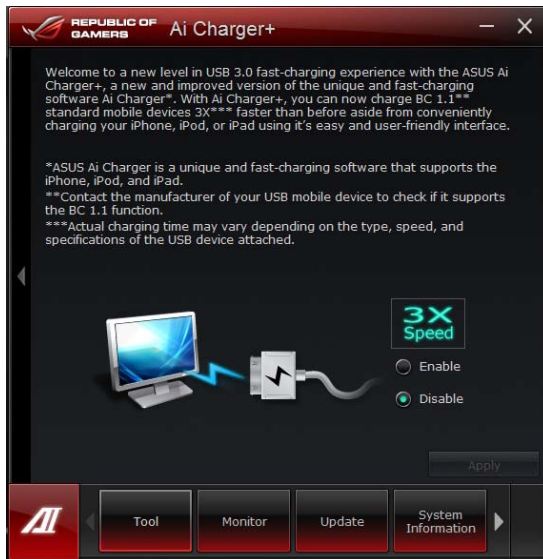 REPUBLIC OF
GAMERS
Ai Charger+
Welcome to a new level in USB 3.0 fast-charging experience with the ASUS Ai
Charger+, a new and improved version of the unique and fast-charging
software Ai Charger*. With Ai Charger+, you can now charge BC 1.1**
standard mobile devices 3X*** faster than before aside from conveniently
charging your iPhone, iPod, or iPad using it's easy and user-friendly interface.
*ASUS Ai Charger is a unique and fast-charging software that supports the
iPhone, iPod, and iPad.
**Contact the manufacturer of your USB mobile device to check if it supports
the BC 1.1 function.
***Actual charging time may vary depending on the type, speed, and
specifications of the USB device attached.
3X
Speed
Enable
Disable
Apply
AI
Tool
Monitor
Update
System
Information